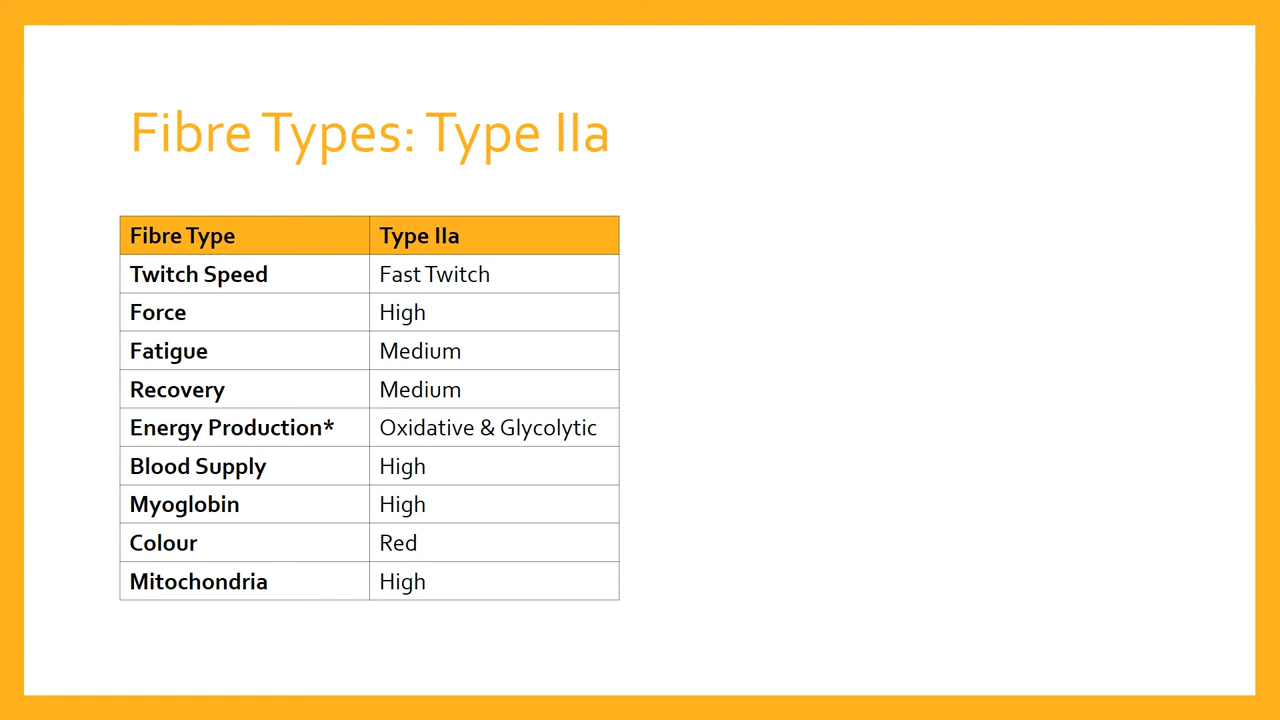 Fibre Types: Type IIa
Fibre Type Type IIa
Twitch Speed Fast Twitch
Force High
Fatigue Medium
Recovery Medium
Energy Production* Oxidative & Glycolytic
Blood Supply High
Myoglobin High
Colour Red
Mitochondria High